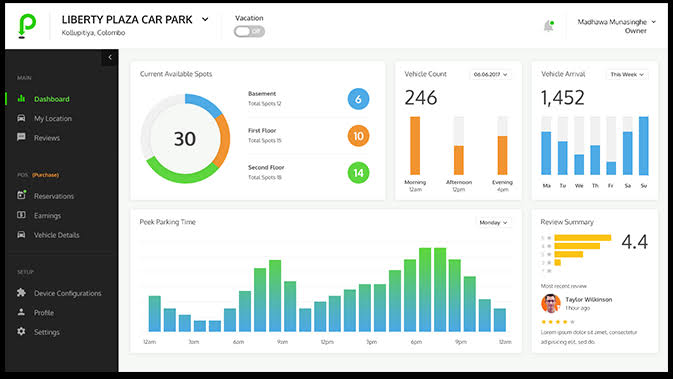 LIBERTY PLAZA CAR PARK
Kollupitiya, Colombo
Vacation
Off
Madhawa Munasinghe
Owner
MAIN
Dashboard
My Location
Reviews
POS (Purchase)
Reservations
Earnings
Vehicle Details
SETUP
Device Configurations
Profile
Settings
Current Available Spots
30
Basement
Total Spots 12
6
First Floor
Total Spots 15
10
Second Floor
Total Spots 18
14
Vehicle Count
06.06.2017
246
Morning Afternoon Evening
12am 12pm 4pm
Vehicle Arrival
This Week
1,452
Ma Tu We Th Fr Sa Su
Peek Parking Time
Monday
12am 3am 6am 9am 12am 3pm 6pm 9pm 12am
Review Summary
5
4
3
2
1
4.4
Most recent review
Taylor Wilkinson
1 hour ago
Lorem ipsum dolor sit amet, consectetur
adipiscing elit, sed do.